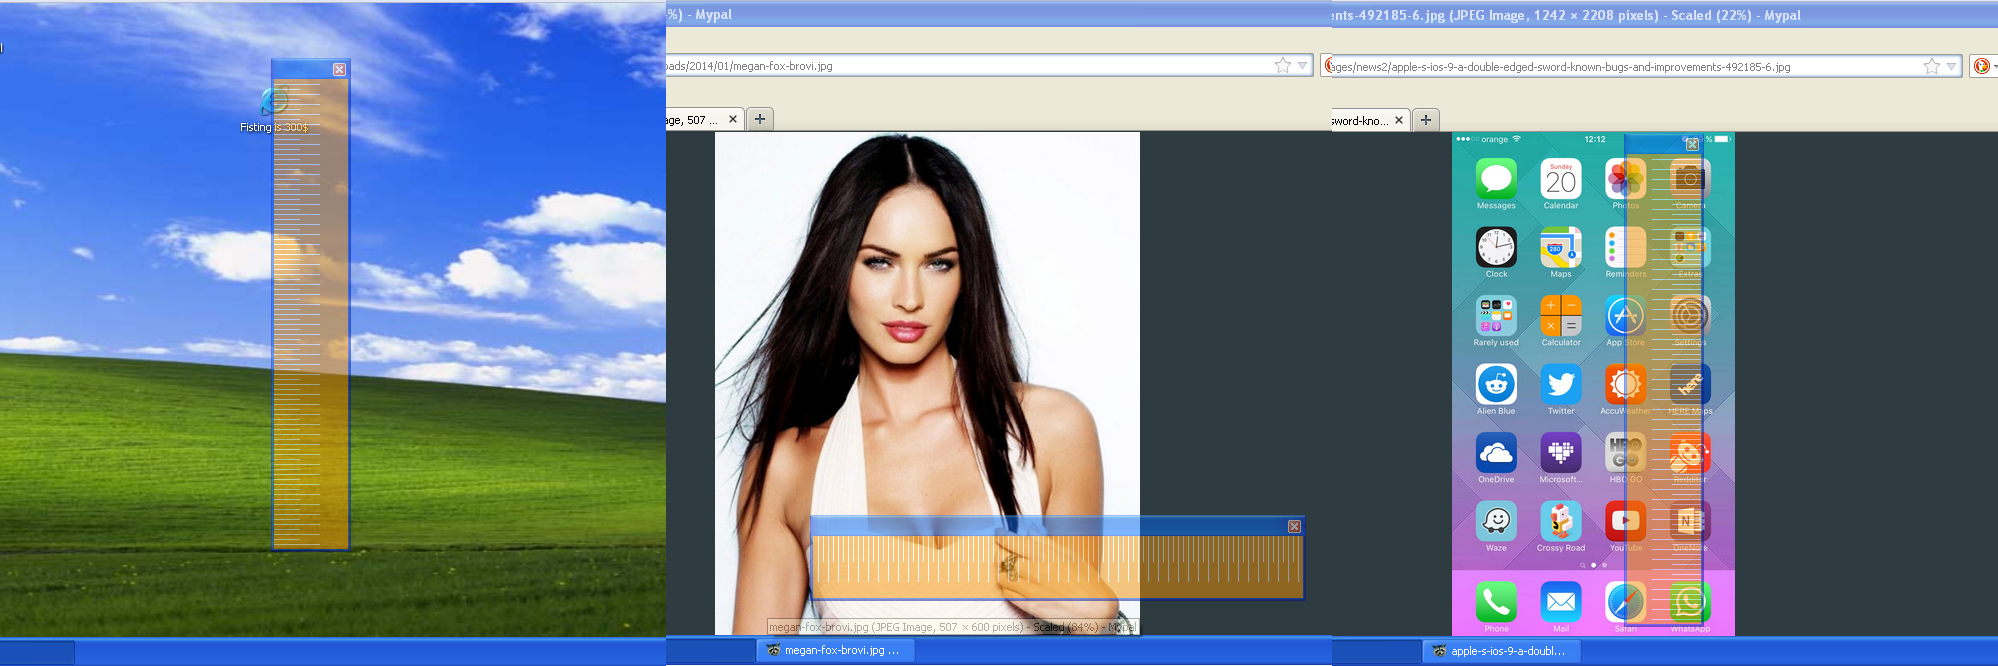 Fisting is 300$
%) - Mypal
oads/2014/01/megan-fox-brovi.jpg
age, 507 ...
megan-fox-brovi.jpg (JPEG Image, 507 × 600 pixels) - Scaled (84%) - Mypal
megan-fox-brovi.jpg ...
ents-492185-6.jpg (JPEG Image, 1242 × 2208 pixels) - Scaled (22%) - Mypal
ages/news2/apple-s-ios-9-a-double-edged-sword-known-bugs-and-improvements-492185-6.jpg
sword-kno...
orange 12:12 %
Sunday
20
Messages Calendar Photos Camera
280
Clock Maps Reminders Extras
Rarely used Calculator App Store Settings
here
Alien Blue Twitter AccuWeather HERE Maps
HBO
GO
OneDrive Microsoft... HBO GO Redditor
N
Waze Crossy Road YouTube OneNote
Phone Mail Safari WhatsApp
apple-s-ios-9-a-doubl...